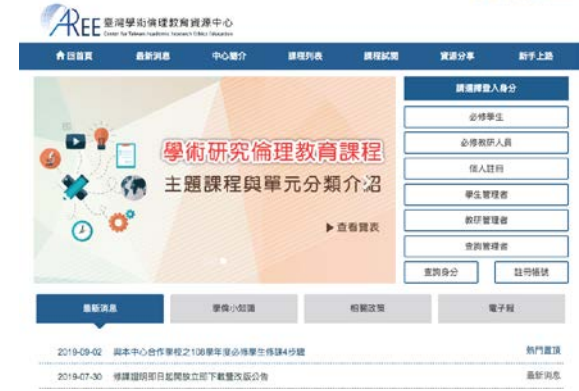 AREE 臺灣學術倫理教育資源中心
Center for Taiwan Academic Research Ethics Education
回首頁 最新消息 中心簡介 課程列表 課程試閱 資源分享 新手上路
學術研究倫理教育課程
主題課程與單元分類介紹
▶查看覽表
請選擇登入身分
必修學生
必修教研人員
個人註冊
學生管理者
教研管理者
查詢管理者
查詢身分 註冊帳號
最新消息 學倫小知識 相關政策 電子報
2019-09-02 與本中心合作學校之108學年度必修學生修課4步驟 熱門置頂
2019-07-30 修課證明即日起開放立即下載暨改版公告 最新消息